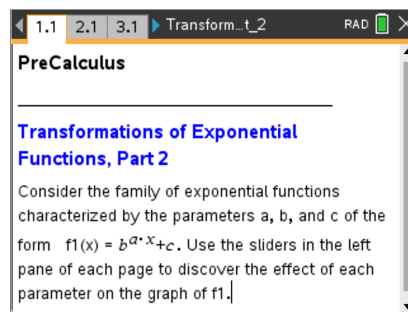 1.1 2.1 3.1 Transform...t_2 RAD
PreCalculus
Transformations of Exponential
Functions, Part 2
Consider the family of exponential functions
characterized by the parameters a, b, and c of the
form f1(x) = b^{a·x}+c. Use the sliders in the left
pane of each page to discover the effect of each
parameter on the graph of f1.